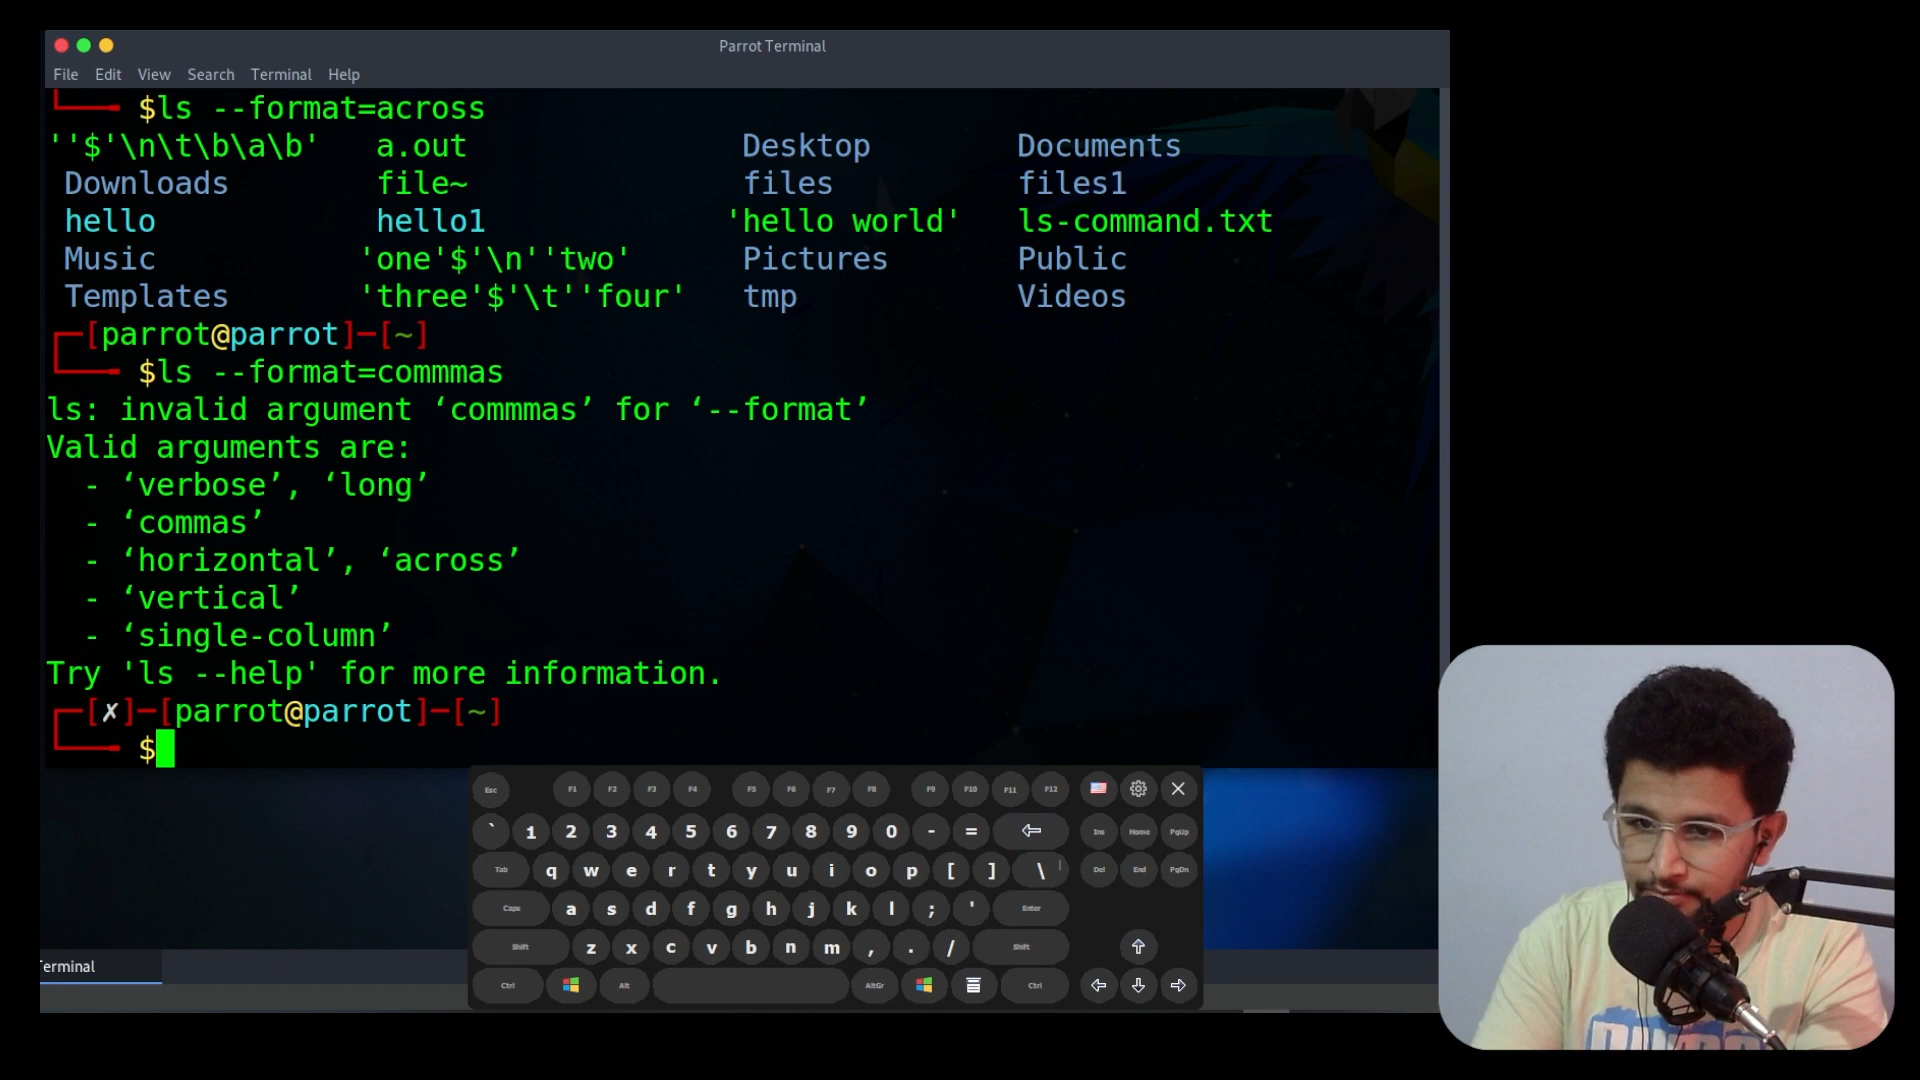 Parrot Terminal
File Edit View Search Terminal Help
$ls --format=across
''$'\n\t\b\a\b' a.out Desktop Documents
Downloads file~ files files1
hello hello1 'hello world' ls-command.txt
Music 'one'$'\n''two' Pictures Public
Templates 'three'$'\t''four' tmp Videos
┌─[parrot@parrot]─[~]
└──╼ $ls --format=commmas
ls: invalid argument ‘commmas’ for ‘--format’
Valid arguments are:
- ‘verbose’, ‘long’
- ‘commas’
- ‘horizontal’, ‘across’
- ‘vertical’
- ‘single-column’
Try 'ls --help' for more information.
┌─[✗]─[parrot@parrot]─[~]
└──╼ $
Esc F1 F2 F3 F4 F5 F6 F7 F8 F9 F10 F11 F12
` 1 2 3 4 5 6 7 8 9 0 - = Ins Home PgUp
Tab q w e r t y u i o p [ ] \ | Del End PgDn
Caps a s d f g h j k l ; ' Enter
Shift z x c v b n m , . / Shift
Ctrl Alt AltGr Ctrl
erminal